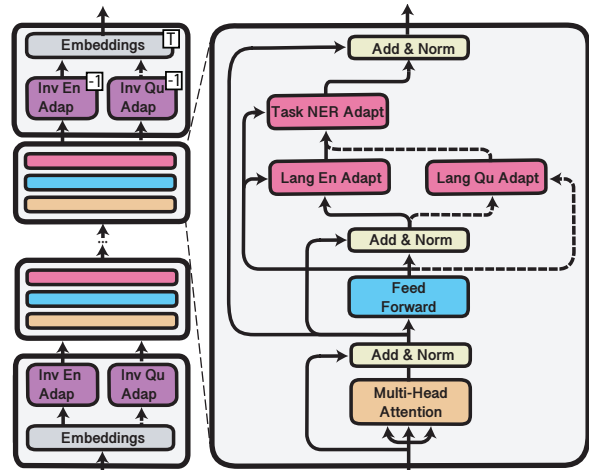 Embeddings
T
Inv En
Adap
-1
Inv Qu
Adap
-1
...
Inv En
Adap
Inv Qu
Adap
Embeddings
Add & Norm
Task NER Adapt
Lang En Adapt
Lang Qu Adapt
Add & Norm
Feed
Forward
Add & Norm
Multi-Head
Attention